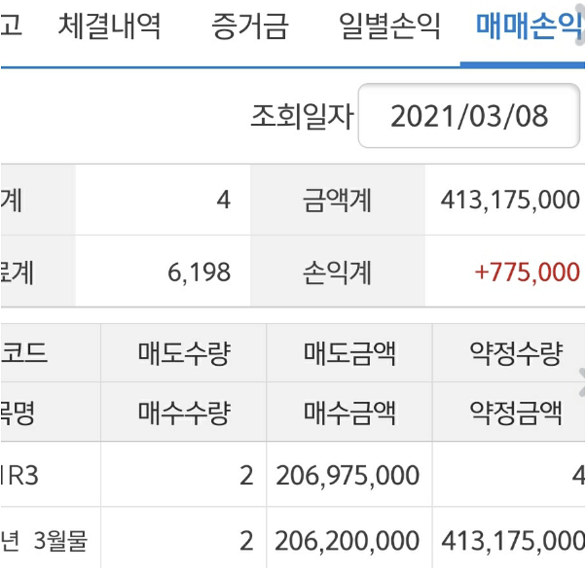 고 체결내역 증거금 일별손익 매매손익
조회일자 2021/03/08
계 4 금액계 413,175,000
료계 6,198 손익계 +775,000
코드 매도수량 매도금액 약정수량
목명 매수수량 매수금액 약정금액
1R3 2 206,975,000 4
년 3월물 2 206,200,000 413,175,000